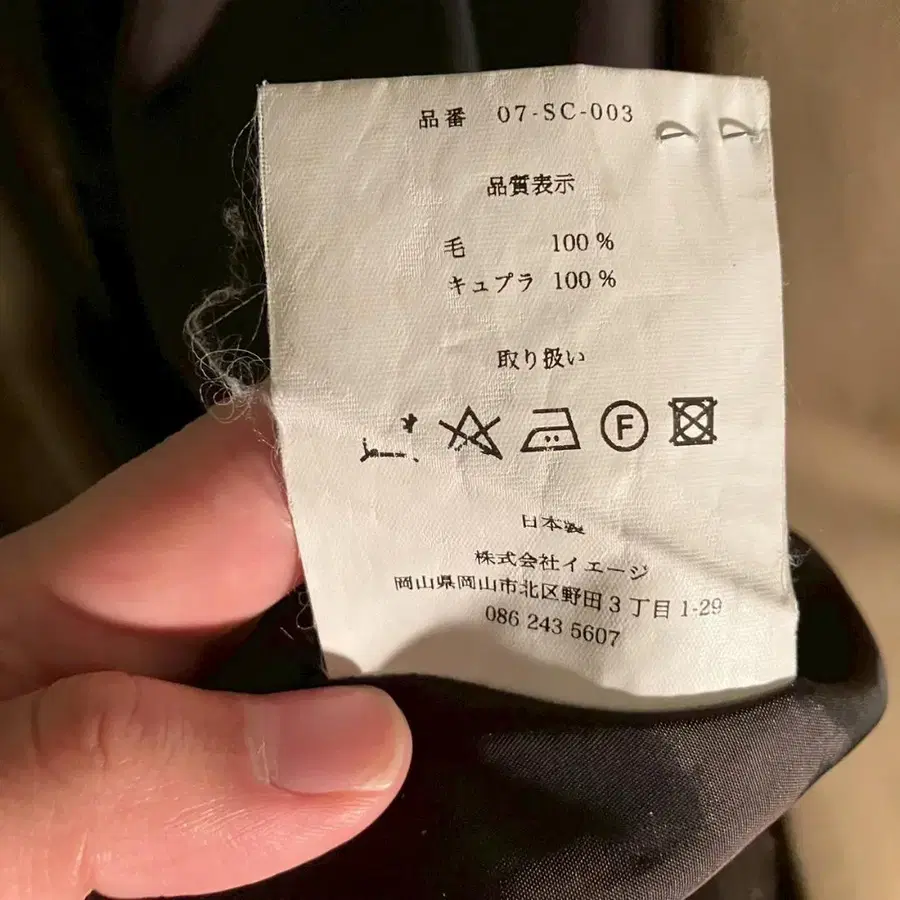 品番 07-SC-003
品質表示
毛 100 %
キュプラ 100 %
取り扱い
F
日本製
株式会社イエージ
岡山県岡山市北区野田3丁目1-29
086 243 5607